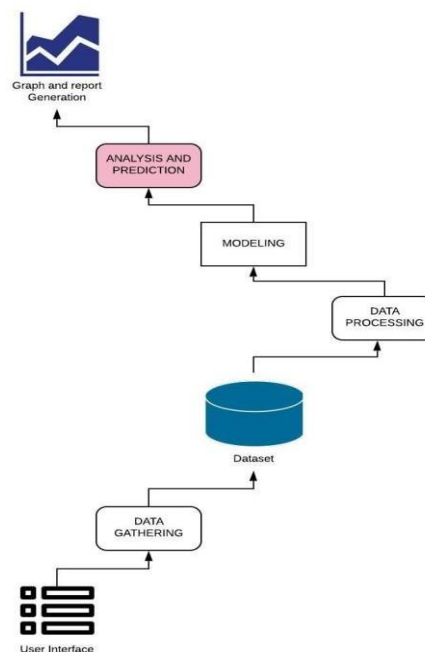 Graph and report
Generation
ANALYSIS AND
PREDICTION
MODELING
DATA
PROCESSING
Dataset
DATA
GATHERING
User Interface